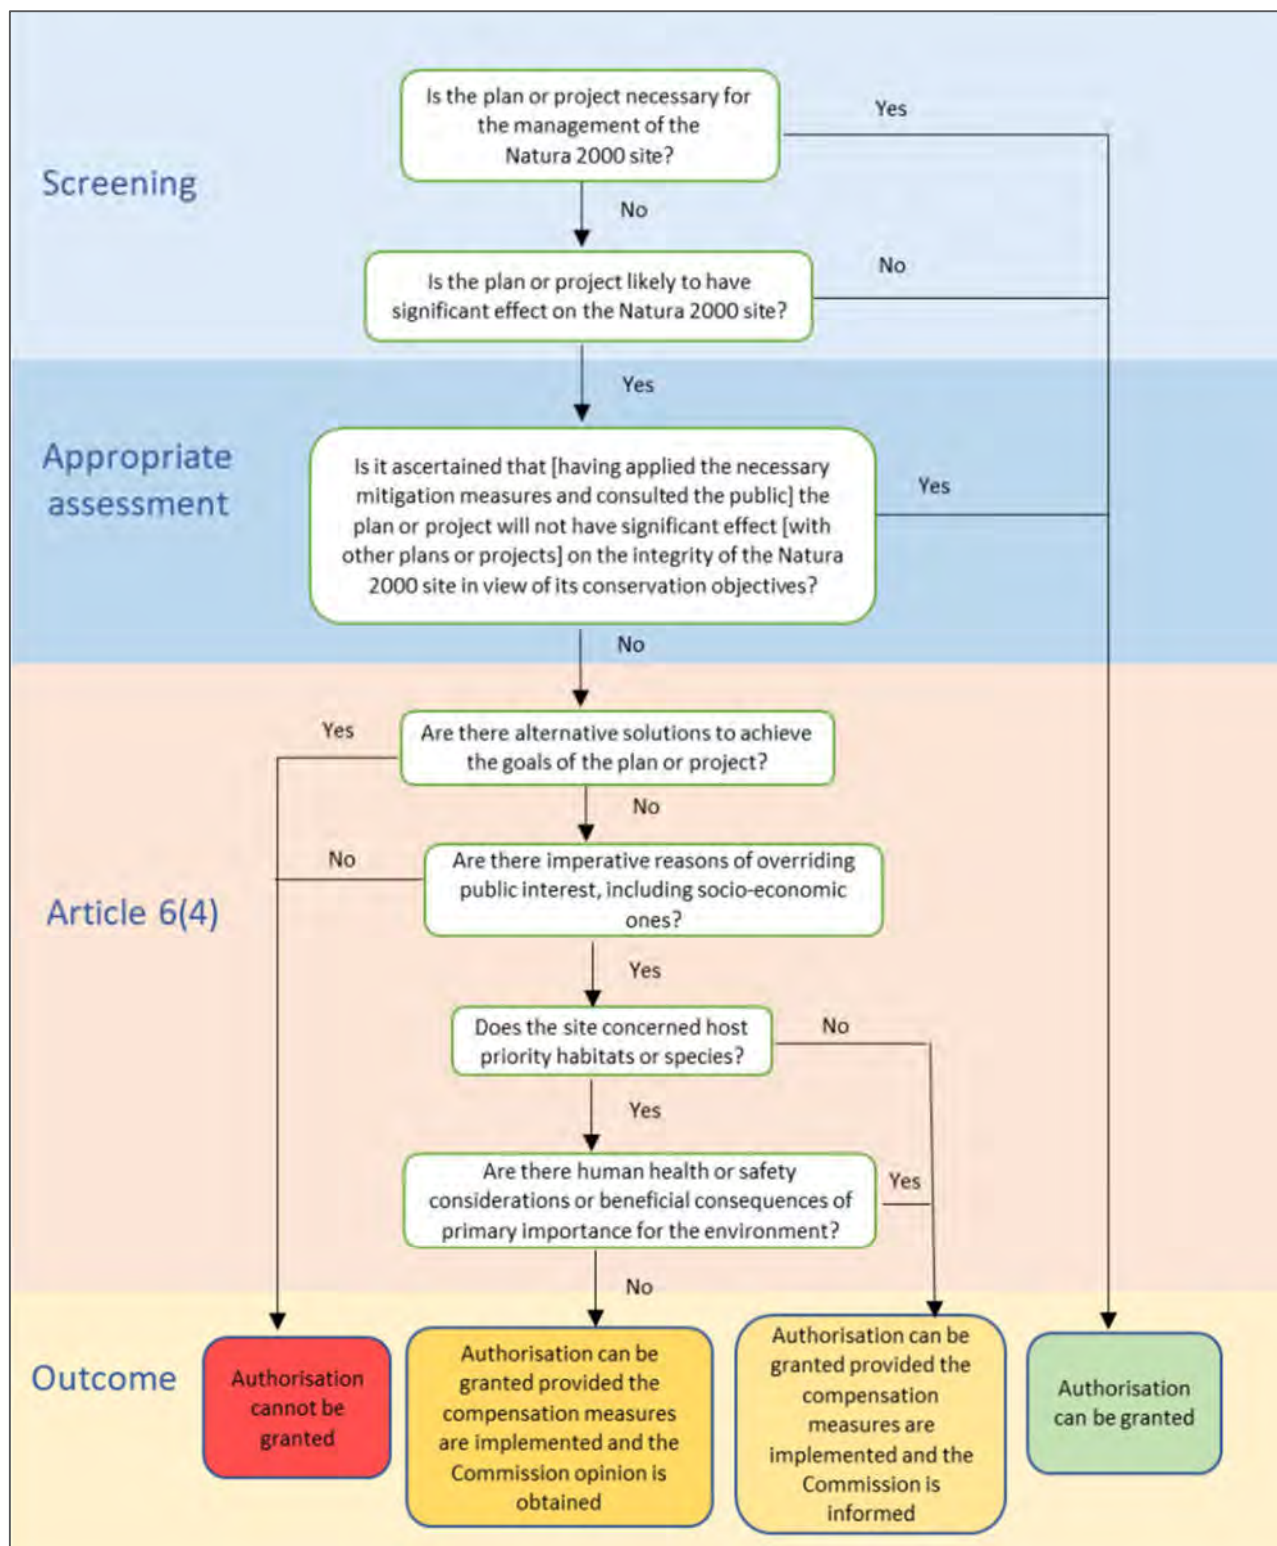 Is the plan or project necessary for
the management of the
Natura 2000 site?
Yes
Screening
No
Is the plan or project likely to have
significant effect on the Natura 2000 site?
No
Yes
Appropriate
assessment
Is it ascertained that [having applied the necessary
mitigation measures and consulted the public] the
plan or project will not have significant effect [with
other plans or projects] on the integrity of the Natura
2000 site in view of its conservation objectives?
Yes
No
Are there alternative solutions to achieve
the goals of the plan or project?
Yes
No
Are there imperative reasons of overriding
public interest, including socio-economic
ones?
No
Article 6(4)
Yes
Does the site concerned host
priority habitats or species?
No
Yes
Are there human health or safety
considerations or beneficial consequences of
primary importance for the environment?
Yes
No
Outcome
Authorisation
cannot be
granted
Authorisation can be
granted provided the
compensation measures
are implemented and the
Commission opinion is
obtained
Authorisation can be
granted provided the
compensation
measures are
implemented and the
Commission is
informed
Authorisation
can be granted